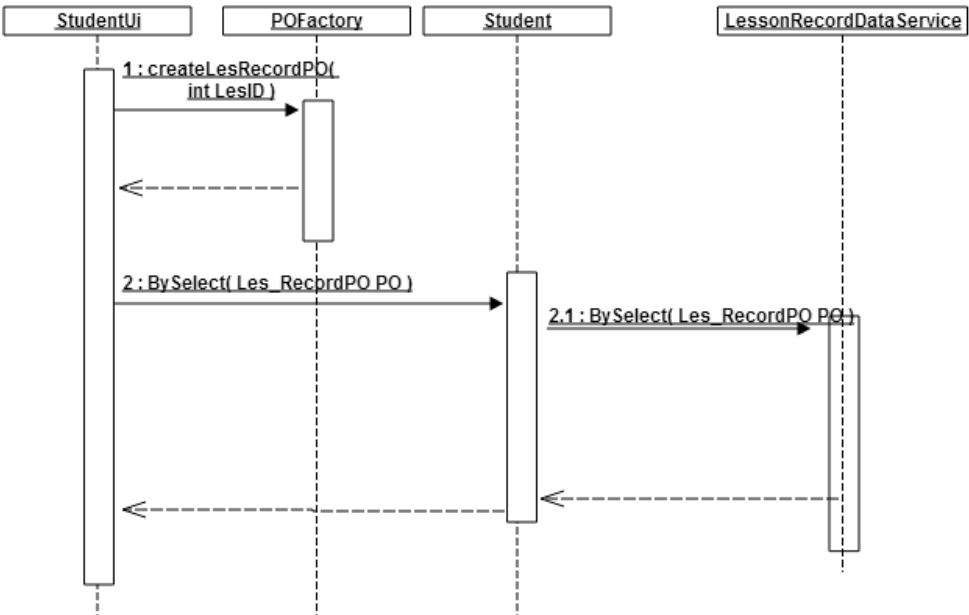 StudentUi
POFactory
Student
LessonRecordDataService
1 : createLesRecordPO(
int LesID )
2 : BySelect( Les_RecordPO PO )
2.1 : BySelect( Les_RecordPO PO )